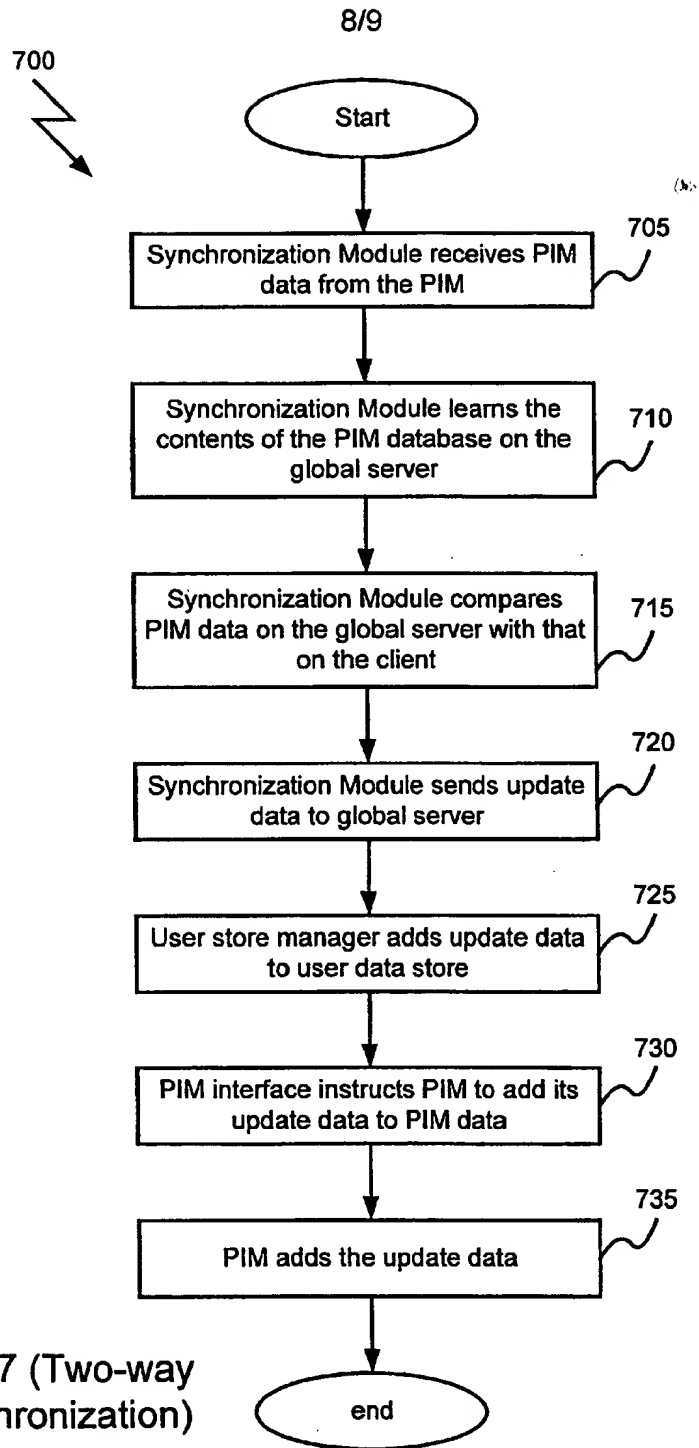 8/9
700
Start
705
Synchronization Module receives PIM
data from the PIM
710
Synchronization Module learns the
contents of the PIM database on the
global server
715
Synchronization Module compares
PIM data on the global server with that
on the client
720
Synchronization Module sends update
data to global server
725
User store manager adds update data
to user data store
730
PIM interface instructs PIM to add its
update data to PIM data
735
PIM adds the update data
7 (Two-way
hronization)
end